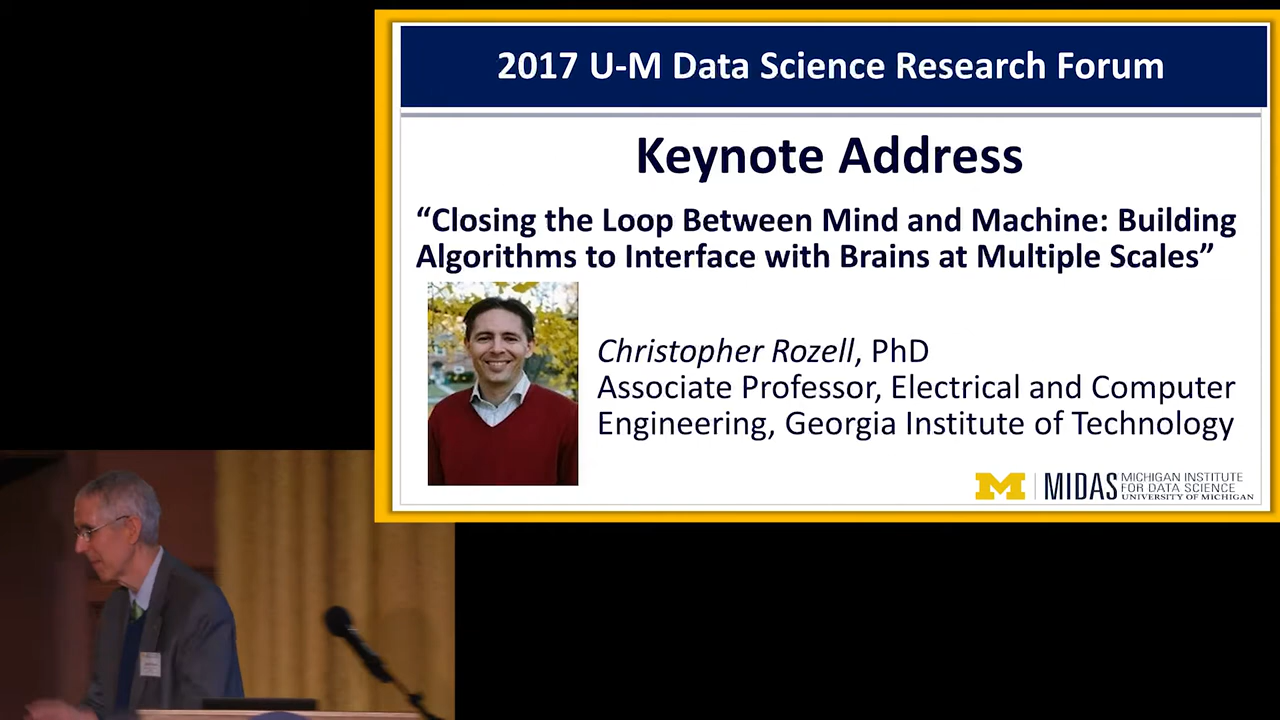 2017 U-M Data Science Research Forum
Keynote Address
“Closing the Loop Between Mind and Machine: Building
Algorithms to Interface with Brains at Multiple Scales”
Christopher Rozell, PhD
Associate Professor, Electrical and Computer
Engineering, Georgia Institute of Technology
M MIDAS
MICHIGAN INSTITUTE
FOR DATA SCIENCE
UNIVERSITY OF MICHIGAN